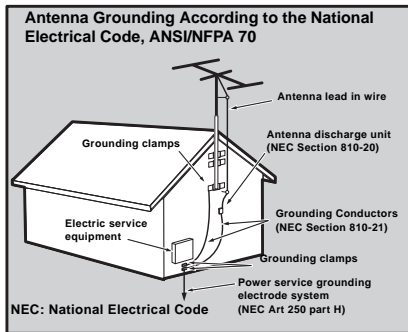 Antenna Grounding According to the National
Electrical Code, ANSI/NFPA 70
Antenna lead in wire
Grounding clamps
Antenna discharge unit
(NEC Section 810-20)
Electric service
equipment
Grounding Conductors
(NEC Section 810-21)
Grounding clamps
Power service grounding
electrode system
(NEC Art 250 part H)
NEC: National Electrical Code